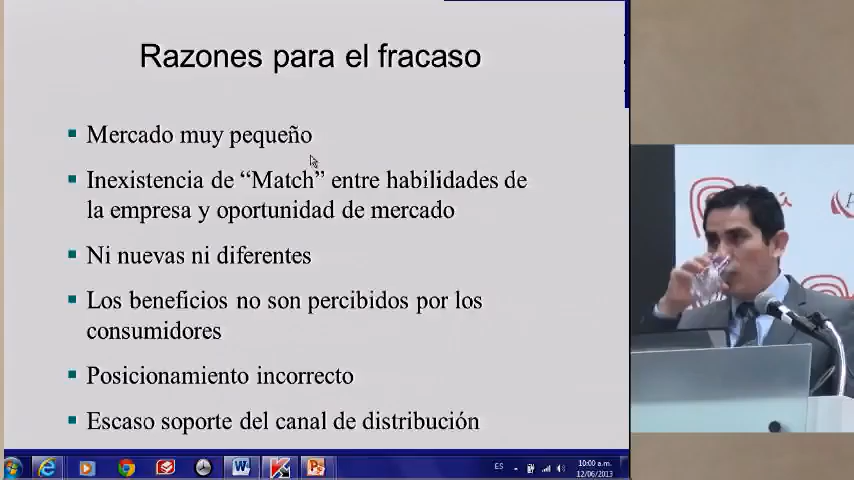 Razones para el fracaso
Mercado muy pequeño
Inexistencia de “Match” entre habilidades de
la empresa y oportunidad de mercado
Ni nuevas ni diferentes
Los beneficios no son percibidos por los
consumidores
Posicionamiento incorrecto
Escaso soporte del canal de distribución
ES
10:00 a.m.
12/06/2013